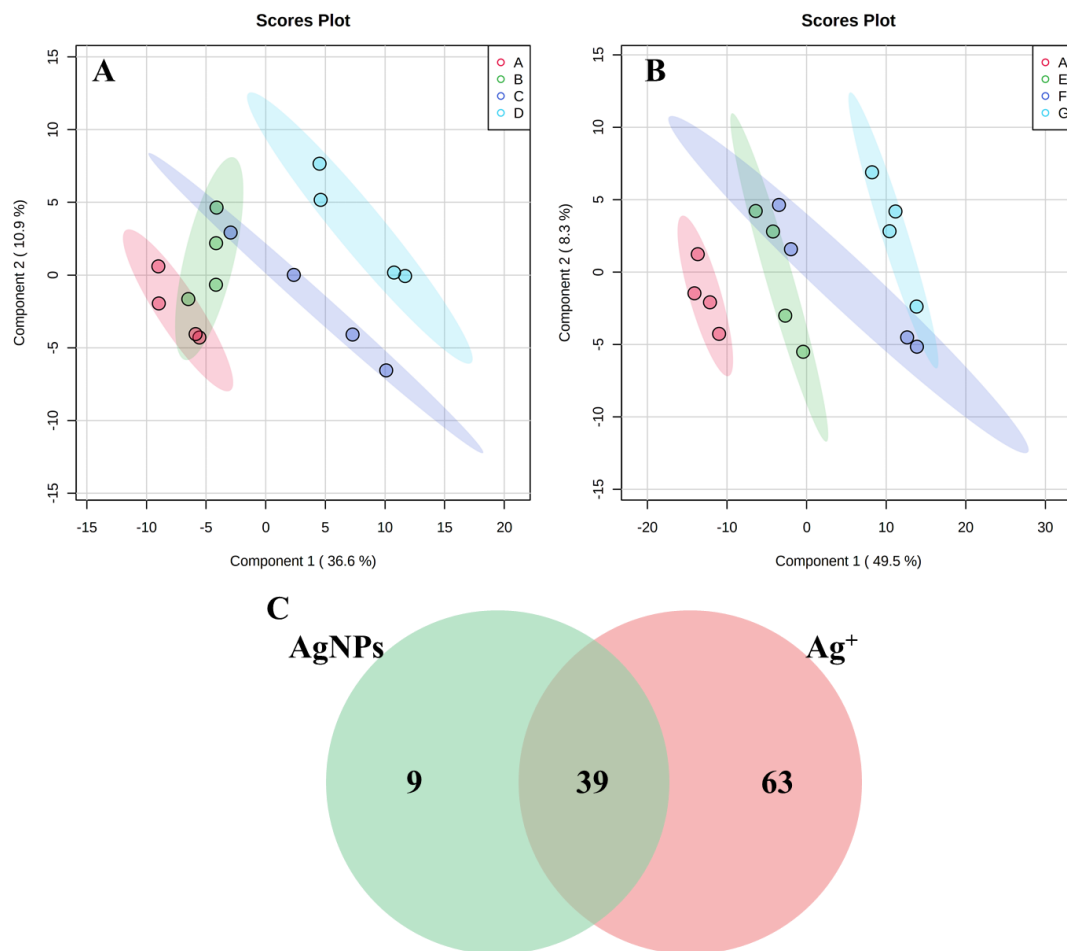 Scores Plot
A
A
B
C
D
15
10
5
0
-5
-10
-15
Component 2 ( 10.9 %)
-15 -10 -5 0 5 10 15 20
Component 1 ( 36.6 %)
Scores Plot
B
A
E
F
G
15
10
5
0
-5
-10
-15
Component 2 ( 8.3 %)
-20 -10 0 10 20 30
Component 1 ( 49.5 %)
C
AgNPs Ag⁺
9 39 63